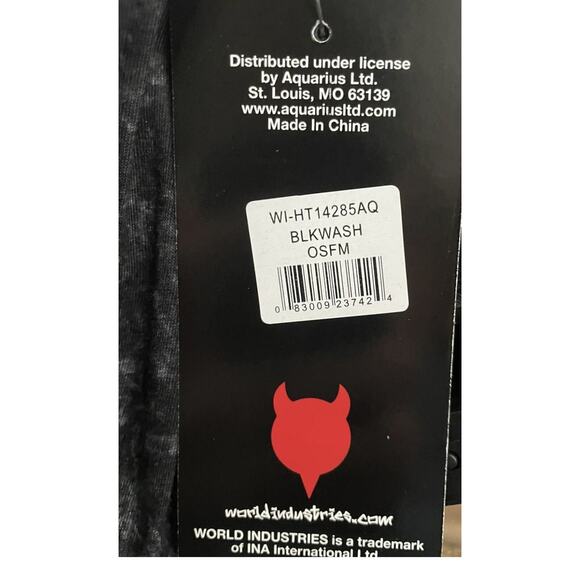 Distributed under license
by Aquarius Ltd.
St. Louis, MO 63139
www.aquariusltd.com
Made In China
WI-HT14285AQ
BLKWASH
OSFM
0 83009 23742 4
worldindustries.com
WORLD INDUSTRIES is a trademark
of INA International Ltd